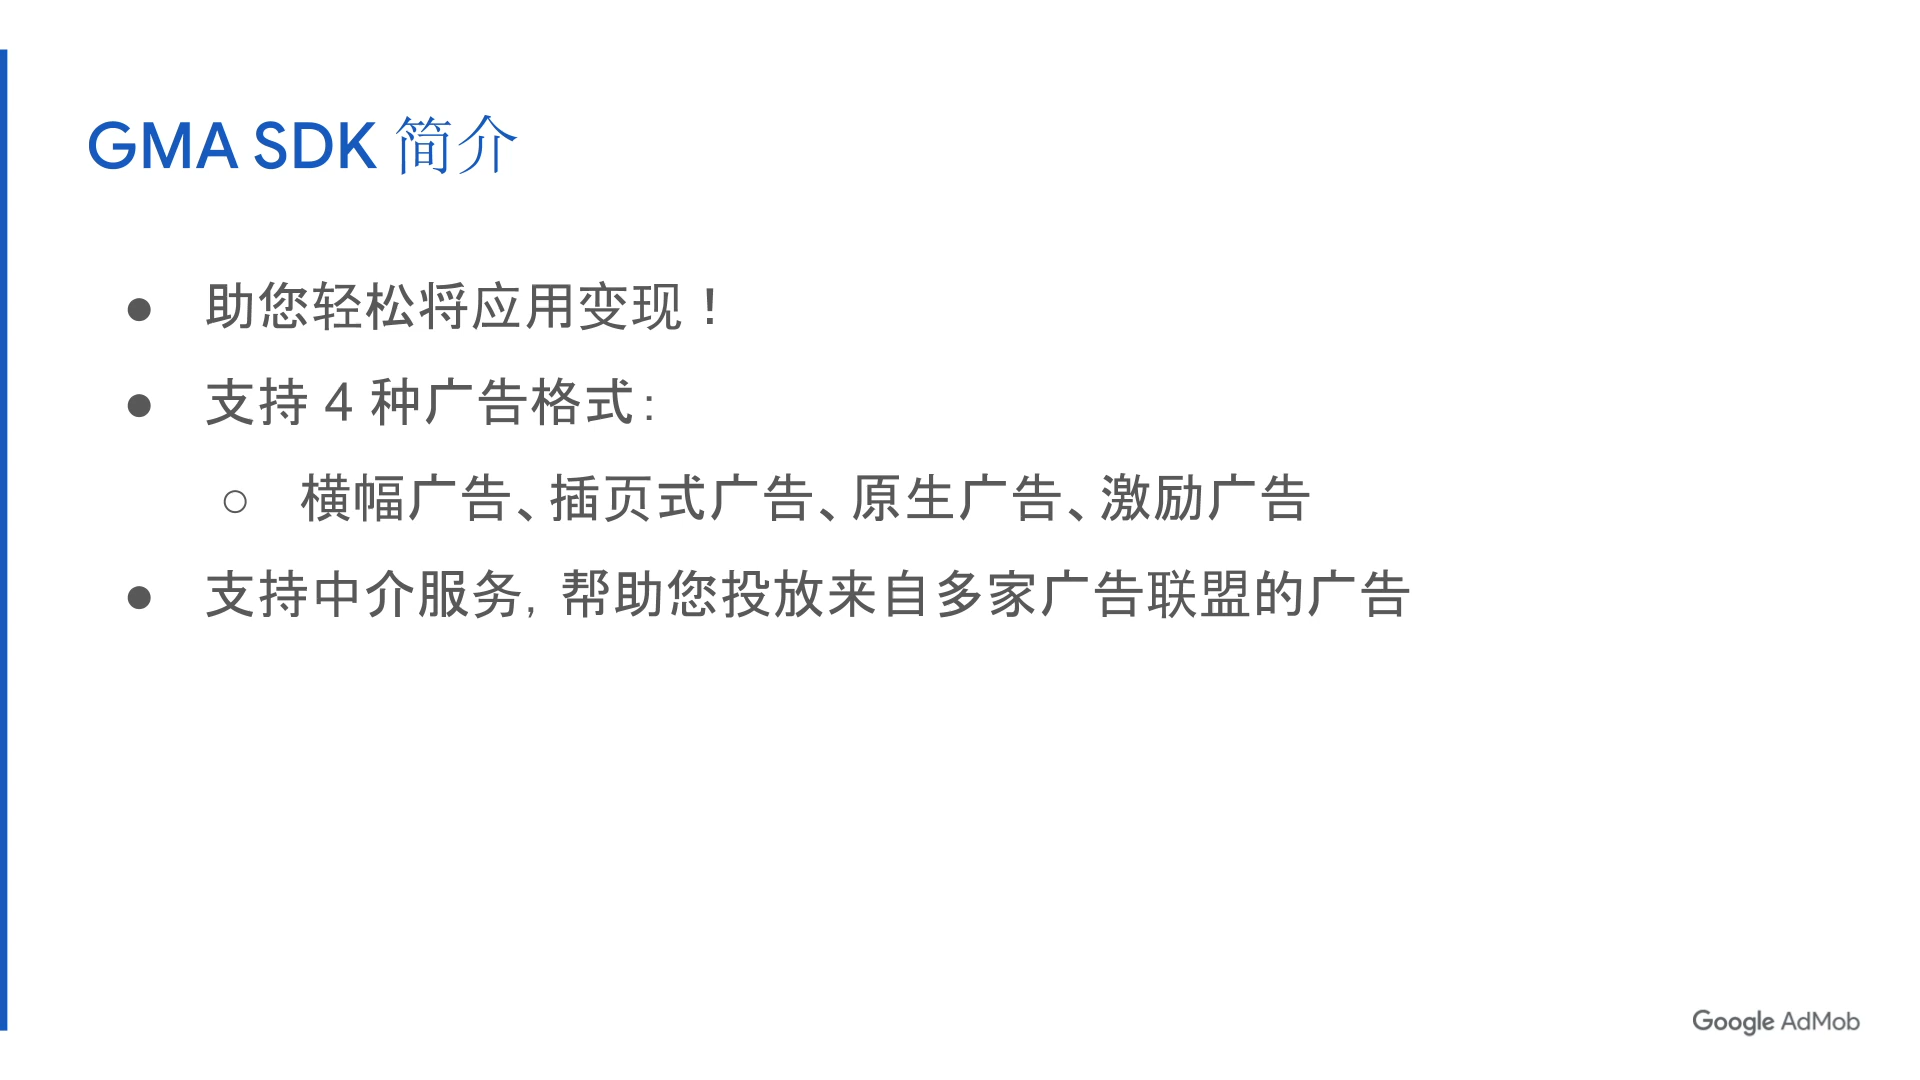 GMA SDK 简介
● 助您轻松将应用变现！
● 支持 4 种广告格式：
○ 横幅广告、插页式广告、原生广告、激励广告
● 支持中介服务，帮助您投放来自多家广告联盟的广告
Google AdMob